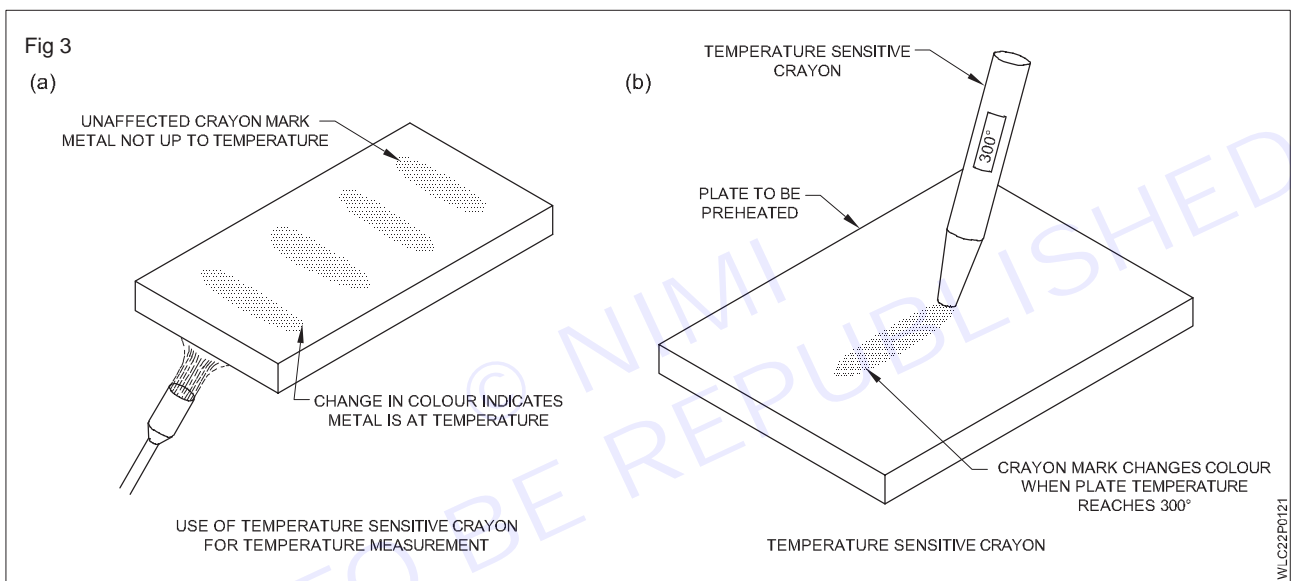 Fig 3
(a)
UNAFFECTED CRAYON MARK
METAL NOT UP TO TEMPERATURE
CHANGE IN COLOUR INDICATES
METAL IS AT TEMPERATURE
USE OF TEMPERATURE SENSITIVE CRAYON
FOR TEMPERATURE MEASUREMENT
(b)
TEMPERATURE SENSITIVE
CRAYON
300°
PLATE TO BE
PREHEATED
CRAYON MARK CHANGES COLOUR
WHEN PLATE TEMPERATURE
REACHES 300°
TEMPERATURE SENSITIVE CRAYON
WLC22P0121
© NIMI
TO BE REPUBLISHED